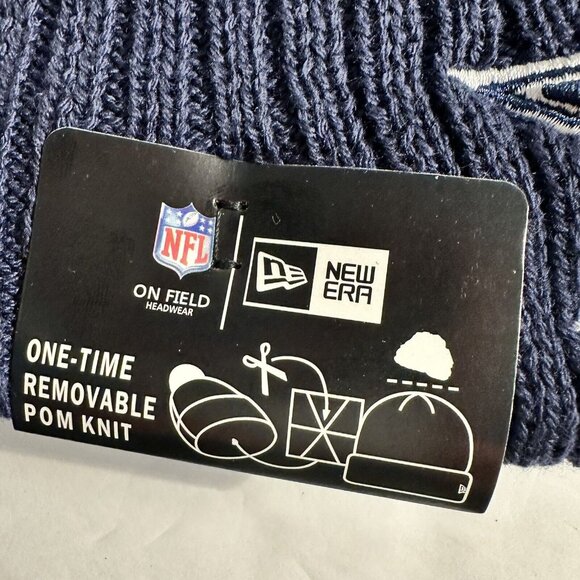 NFL
ON FIELD
HEADWEAR
NEW
ERA
ONE-TIME
REMOVABLE
POM KNIT